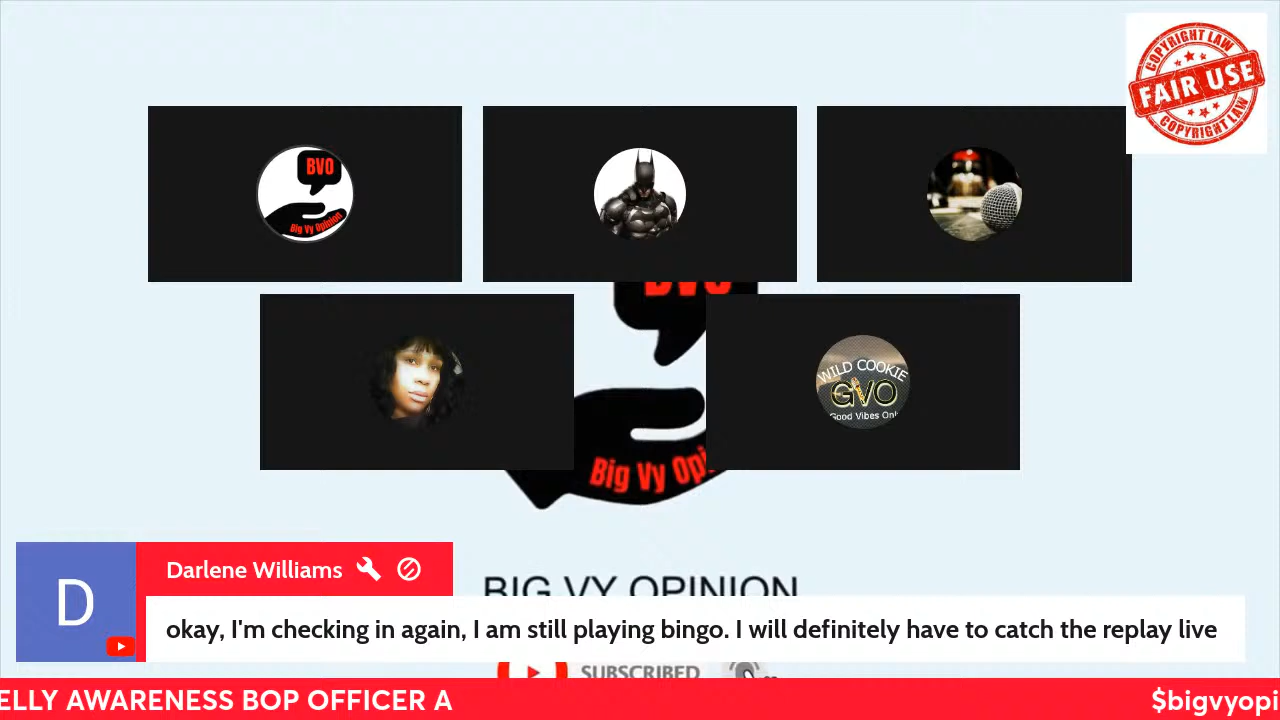 COPYRIGHT LAW
FAIR USE
COPYRIGHT LAW
BVO
Big Vy Opinion
BVO
WILD COOKIE
GVO
Good Vibes Onl
Big Vy Opi
BIG VY OPINION
D
Darlene Williams
okay, I'm checking in again, I am still playing bingo. I will definitely have to catch the replay live
SUBSCRIBED
ELLY AWARENESS BOP OFFICER A
$bigvyopi